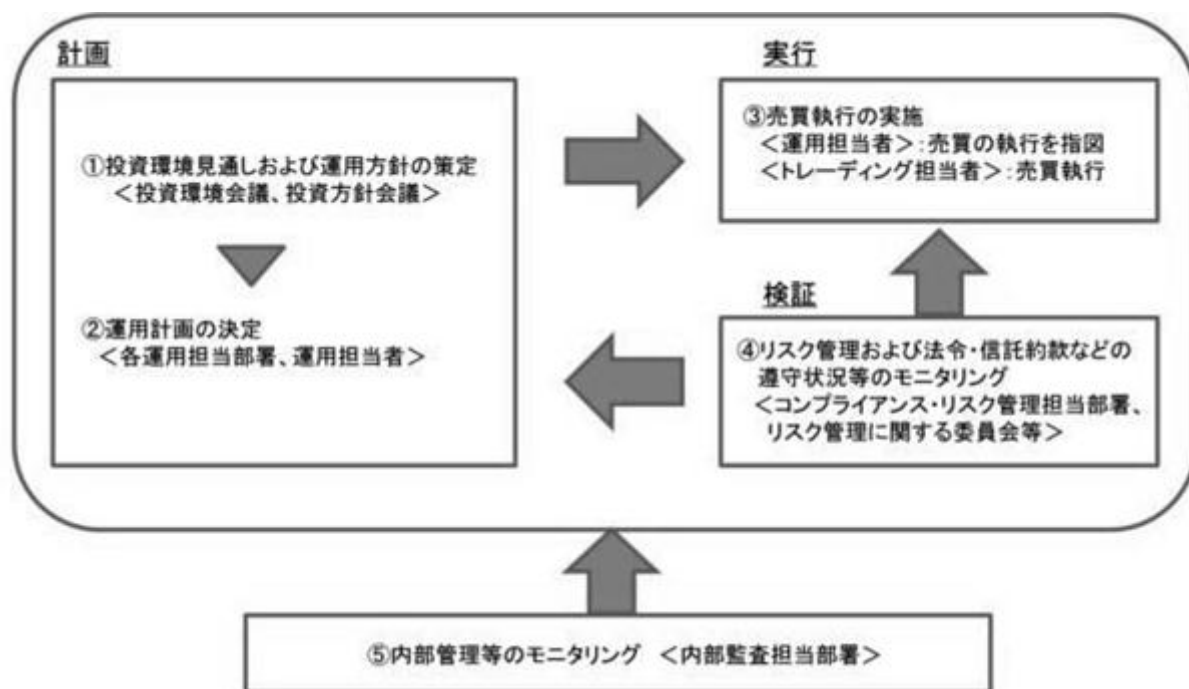 計画
①投資環境見通しおよび運用方針の策定
＜投資環境会議、投資方針会議＞
②運用計画の決定
＜各運用担当部署、運用担当者＞
実行
③売買執行の実施
＜運用担当者＞：売買の執行を指図
＜トレーディング担当者＞：売買執行
検証
④リスク管理および法令・信託約款などの
遵守状況等のモニタリング
＜コンプライアンス・リスク管理担当部署、
リスク管理に関する委員会等＞
⑤内部管理等のモニタリング　＜内部監査担当部署＞